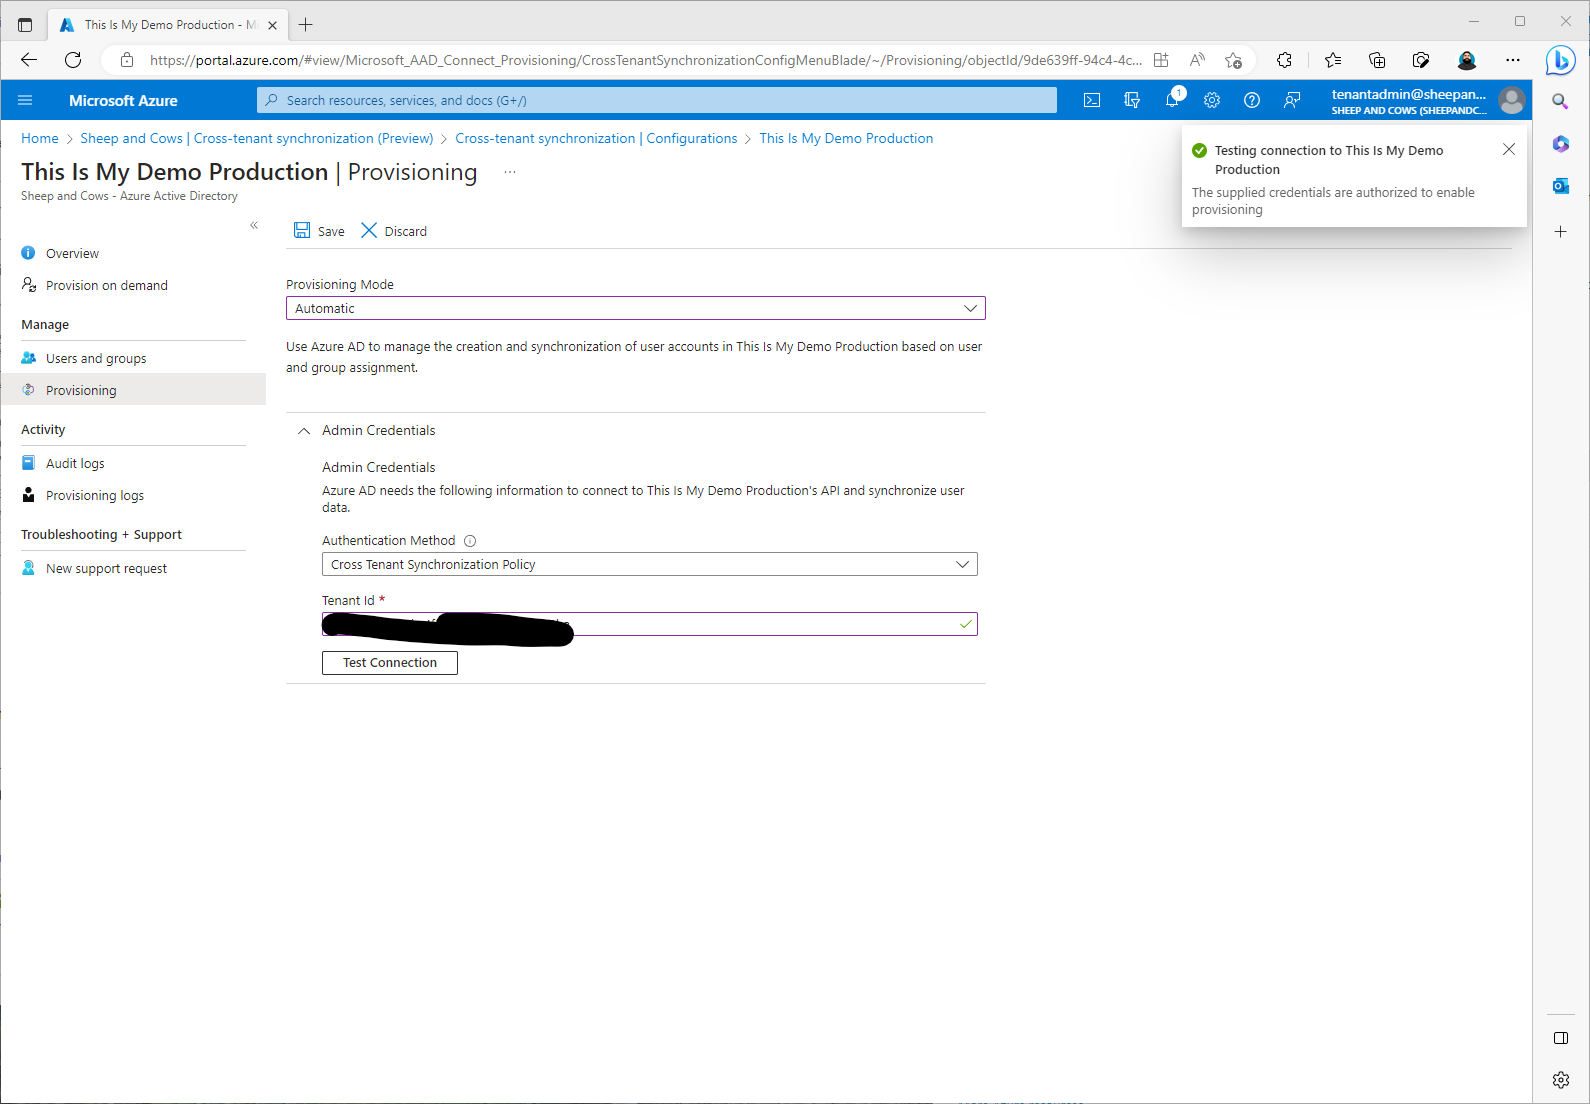 This Is My Demo Production - M
https://portal.azure.com/#view/Microsoft_AAD_Connect_Provisioning/CrossTenantSynchronizationConfigMenuBlade/~/Provisioning/objectId/9de639ff-94c4-4c...
Microsoft Azure
Search resources, services, and docs (G+/)
1
tenantadmin@sheepan...
SHEEP AND COWS (SHEEPANDC...
Home > Sheep and Cows | Cross-tenant synchronization (Preview) > Cross-tenant synchronization | Configurations > This Is My Demo Production
This Is My Demo Production | Provisioning ...
Sheep and Cows - Azure Active Directory
Testing connection to This Is My Demo
Production
The supplied credentials are authorized to enable
provisioning
Overview
Provision on demand
Manage
Users and groups
Provisioning
Activity
Audit logs
Provisioning logs
Troubleshooting + Support
New support request
Save Discard
Provisioning Mode
Automatic
Use Azure AD to manage the creation and synchronization of user accounts in This Is My Demo Production based on user
and group assignment.
Admin Credentials
Admin Credentials
Azure AD needs the following information to connect to This Is My Demo Production's API and synchronize user
data.
Authentication Method
Cross Tenant Synchronization Policy
Tenant Id *
Test Connection